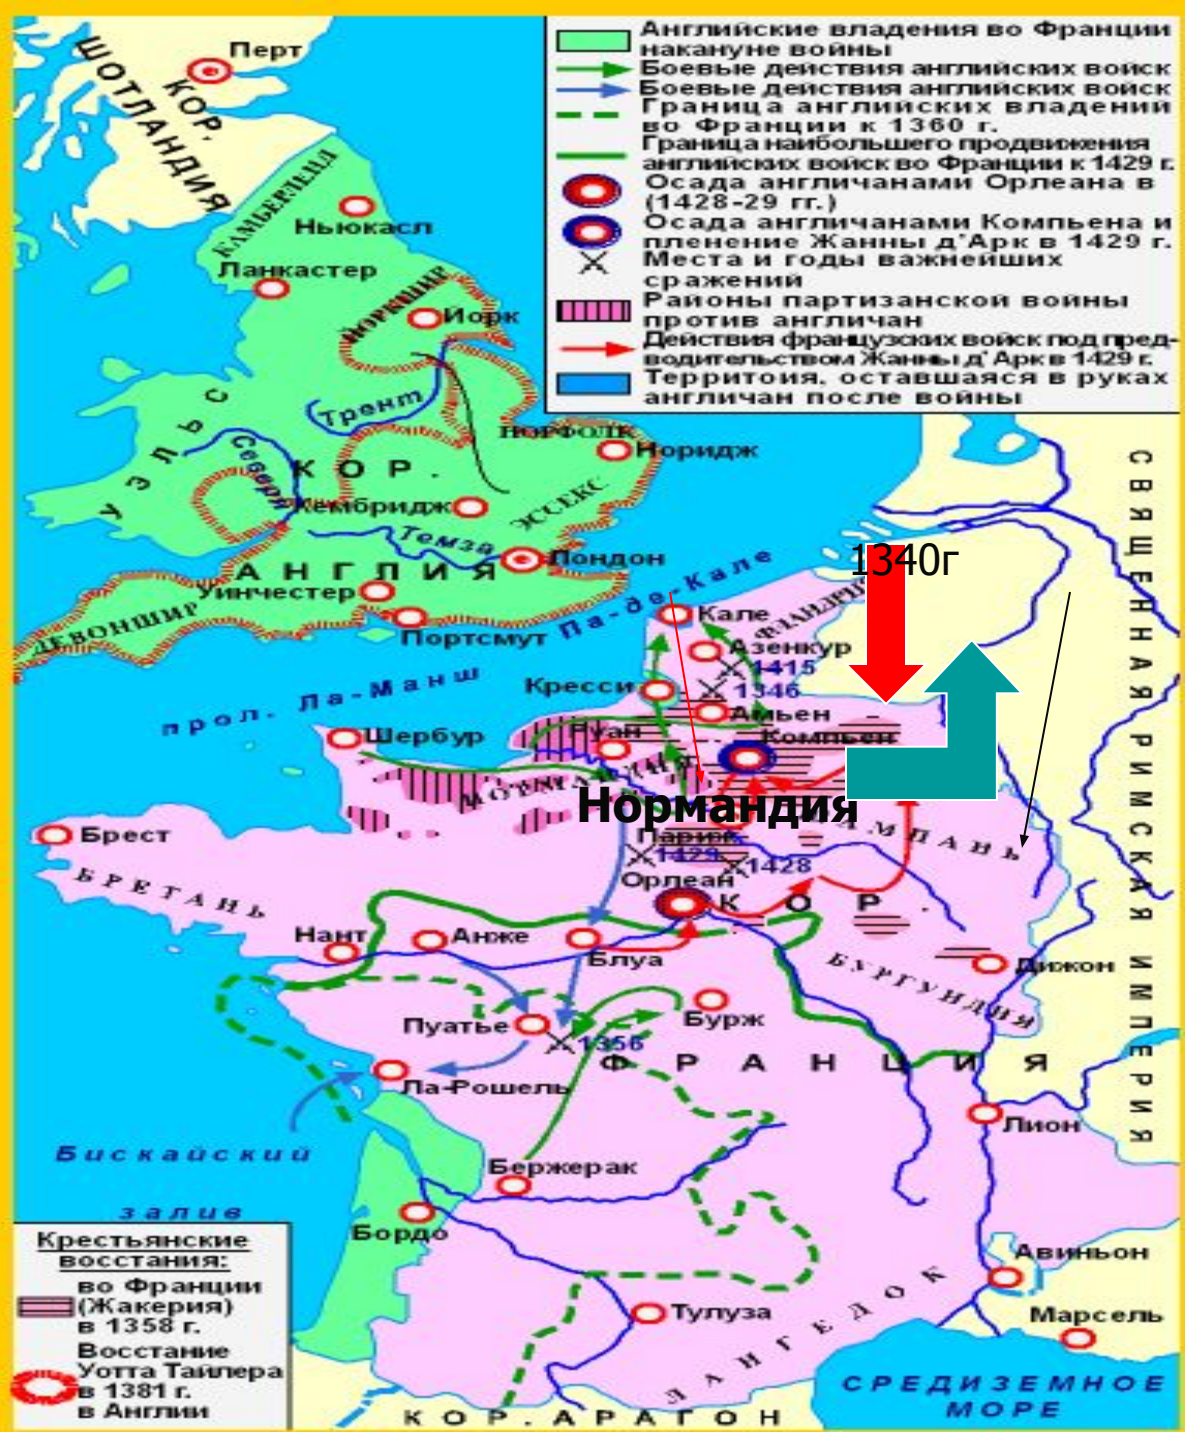 Английские владения во Франции
накануне войны
Боевые действия английских войск
Боевые действия английских войск
Граница английских владений
во Франции к 1360 г.
Граница наибольшего продвижения
английских войск во Франции к 1429 г.
Осада англичанами Орлеана в
(1428-29 гг.)
Осада англичанами Компьена и
пленение Жанны д'Арк в 1429 г.
Места и годы важнейших
сражений
Районы партизанской войны
против англичан
Действия французских войск под пред-
водительством Жанны д'Арк в 1429 г.
Территоия, оставшаяся в руках
англичан после войны
Перт
КОР.
ШОТЛАНДИЯ
КАМБЕРЛЕНД
Ньюкасл
Ланкастер
ЙОРКШИР
Йорк
Трент
УЭЛЬС
Северн
НОРФОЛК
Норидж
КОР.
Кембридж
ЭССЕКС
Темза
Лондон
АНГЛИЯ
Уинчестер
ДЕВОНШИР
Портсмут
Па-де-Кале
прол. Ла-Манш
1340г
Кале
ФЛАНДРИЯ
Азенкур
1415
Кресси
1346
Амьен
Шербур
Руан
Компьен
НОРМАНДИЯ
Нормандия
Париж
ШАМПАНЬ
1429
1428
Брест
БРЕТАНЬ
Орлеан
КОР.
Нант
Анже
Блуа
Дижон
БУРГУНДИЯ
Пуатье
Бурж
1356
ФРАНЦИЯ
Ла-Рошель
Лион
СВЯЩЕННАЯ РИМСКАЯ ИМПЕРИЯ
Бискайский
залив
Бержерак
Бордо
Авиньон
Тулуза
Марсель
ЛАНГЕДОК
СРЕДИЗЕМНОЕ
МОРЕ
КОР. АРАГОН
Крестьянские
восстания:
во Франции
(Жакерия)
в 1358 г.
Восстание
Уотта Тайлера
в 1381 г.
в Англии